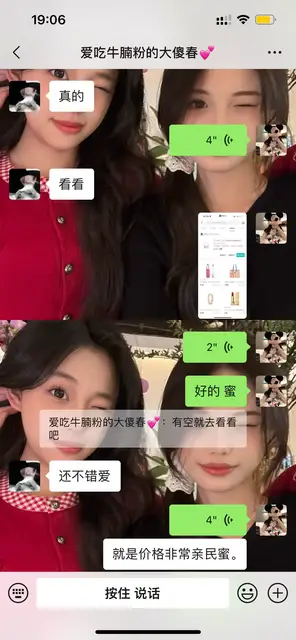 19:06
爱吃牛腩粉的大傻春💕
真的
4"
看看
2"
好的 蜜
爱吃牛腩粉的大傻春💕：有空就去看看
吧
还不错爱
4"
就是价格非常亲民蜜。
按住 说话